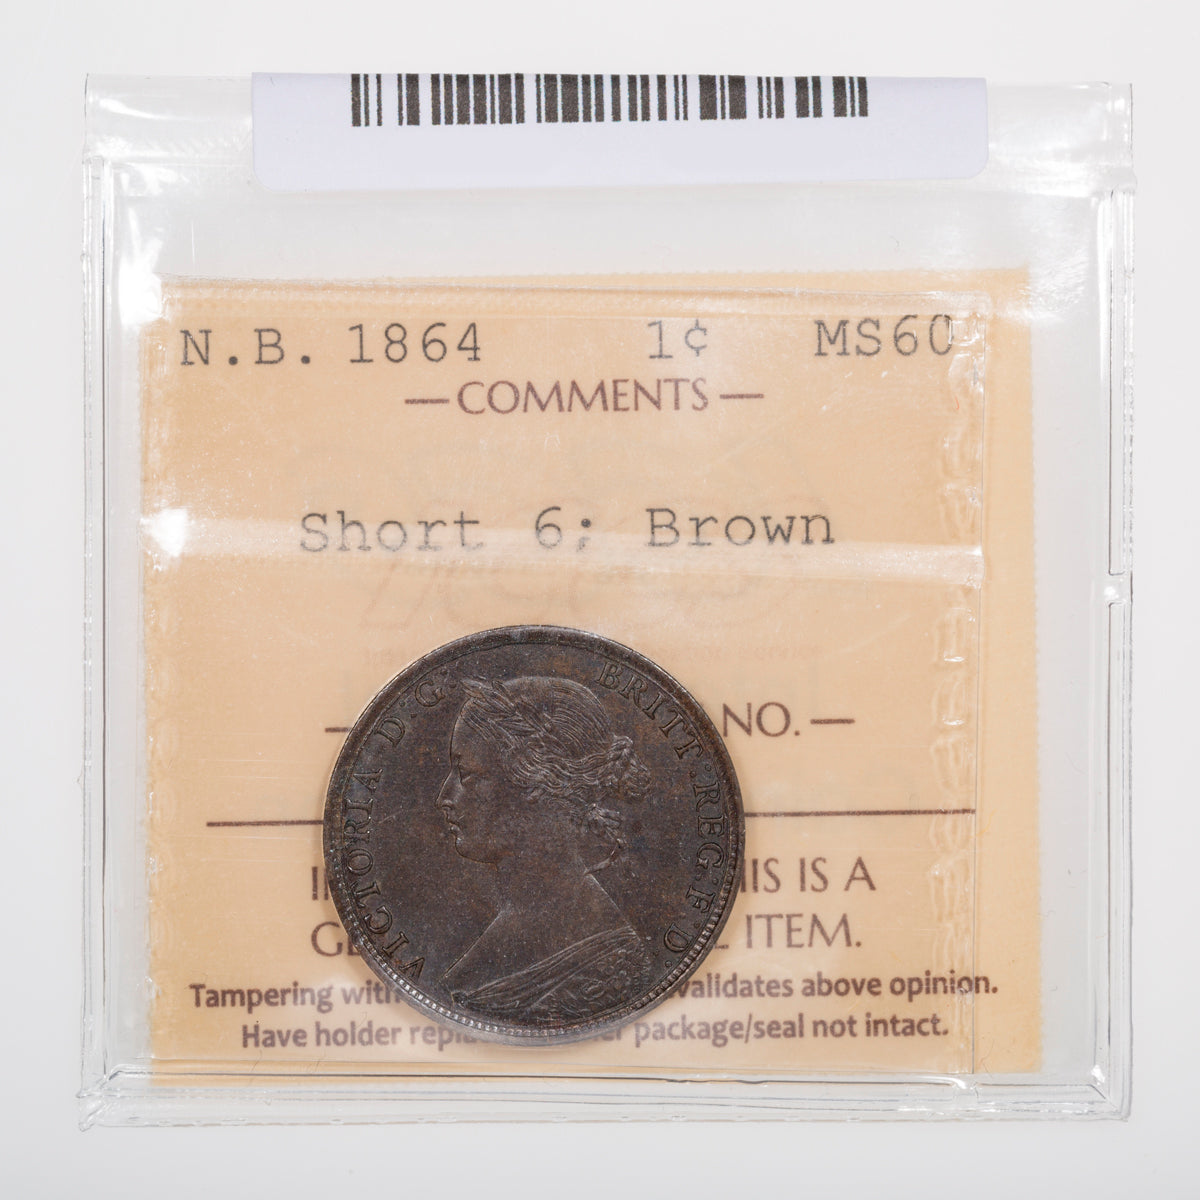 N.B. 1864 1¢ MS60
— COMMENTS —
Short 6; Brown
NO. —
HIS IS A
ITEM.
Tampering with validates above opinion.
Have holder package/seal not intact.
VICTORIA D:G: BRITT:REG:F:D: